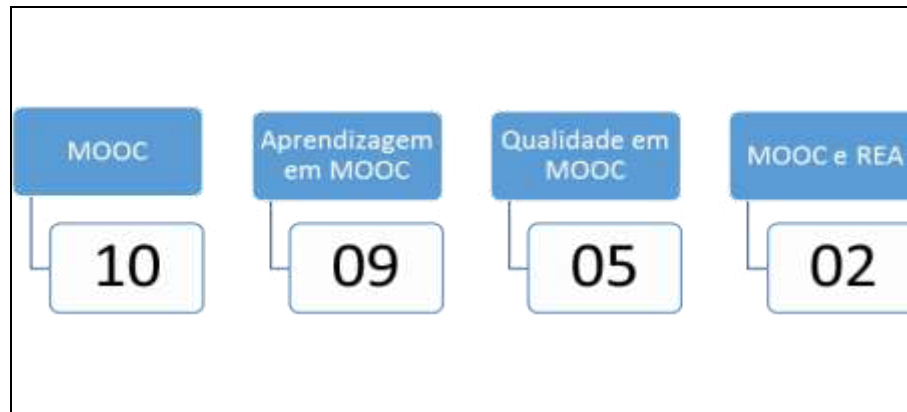 MOOC
10
Aprendizagem
em MOOC
09
Qualidade em
MOOC
05
MOOC e REA
02